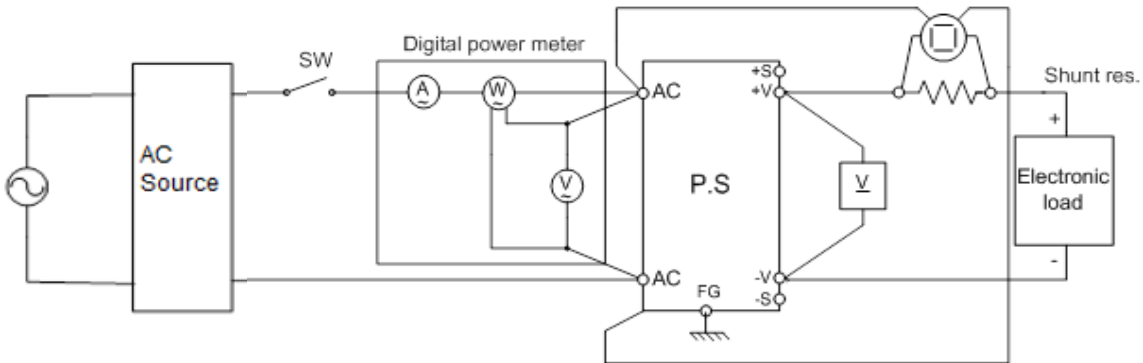 Digital power meter
SW
+S
+V
Shunt res.
A
W
AC
+
AC
Source
V
P.S
V
Electronic
load
AC
FG
-V
-S
-